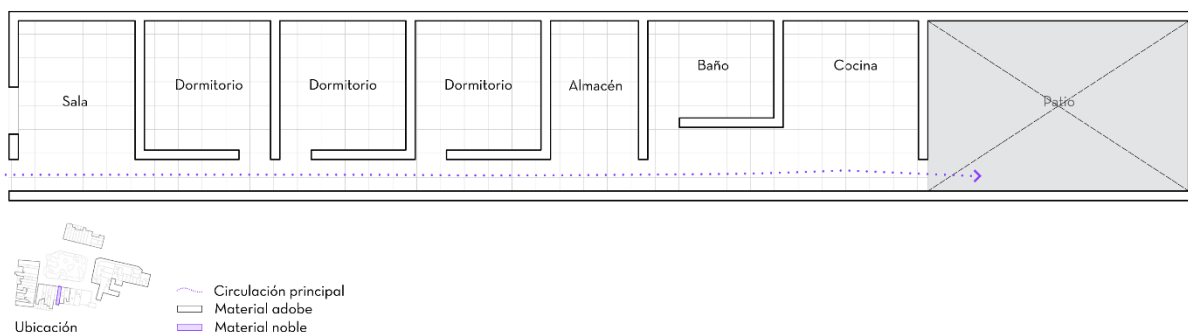 Sala
Dormitorio
Dormitorio
Dormitorio
Almacén
Baño
Cocina
Patio
Ubicación
Circulación principal
Material adobe
Material noble